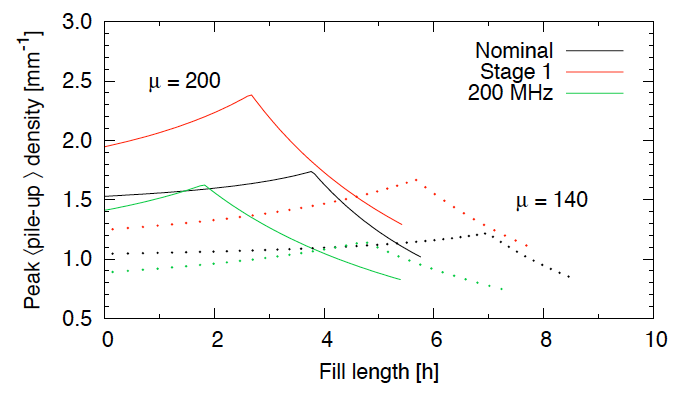 3.0
2.5
2.0
1.5
1.0
0.5
0
2
4
6
8
10
Peak ⟨pile-up ⟩ density [mm⁻¹]
Fill length [h]
μ = 200
μ = 140
Nominal
Stage 1
200 MHz